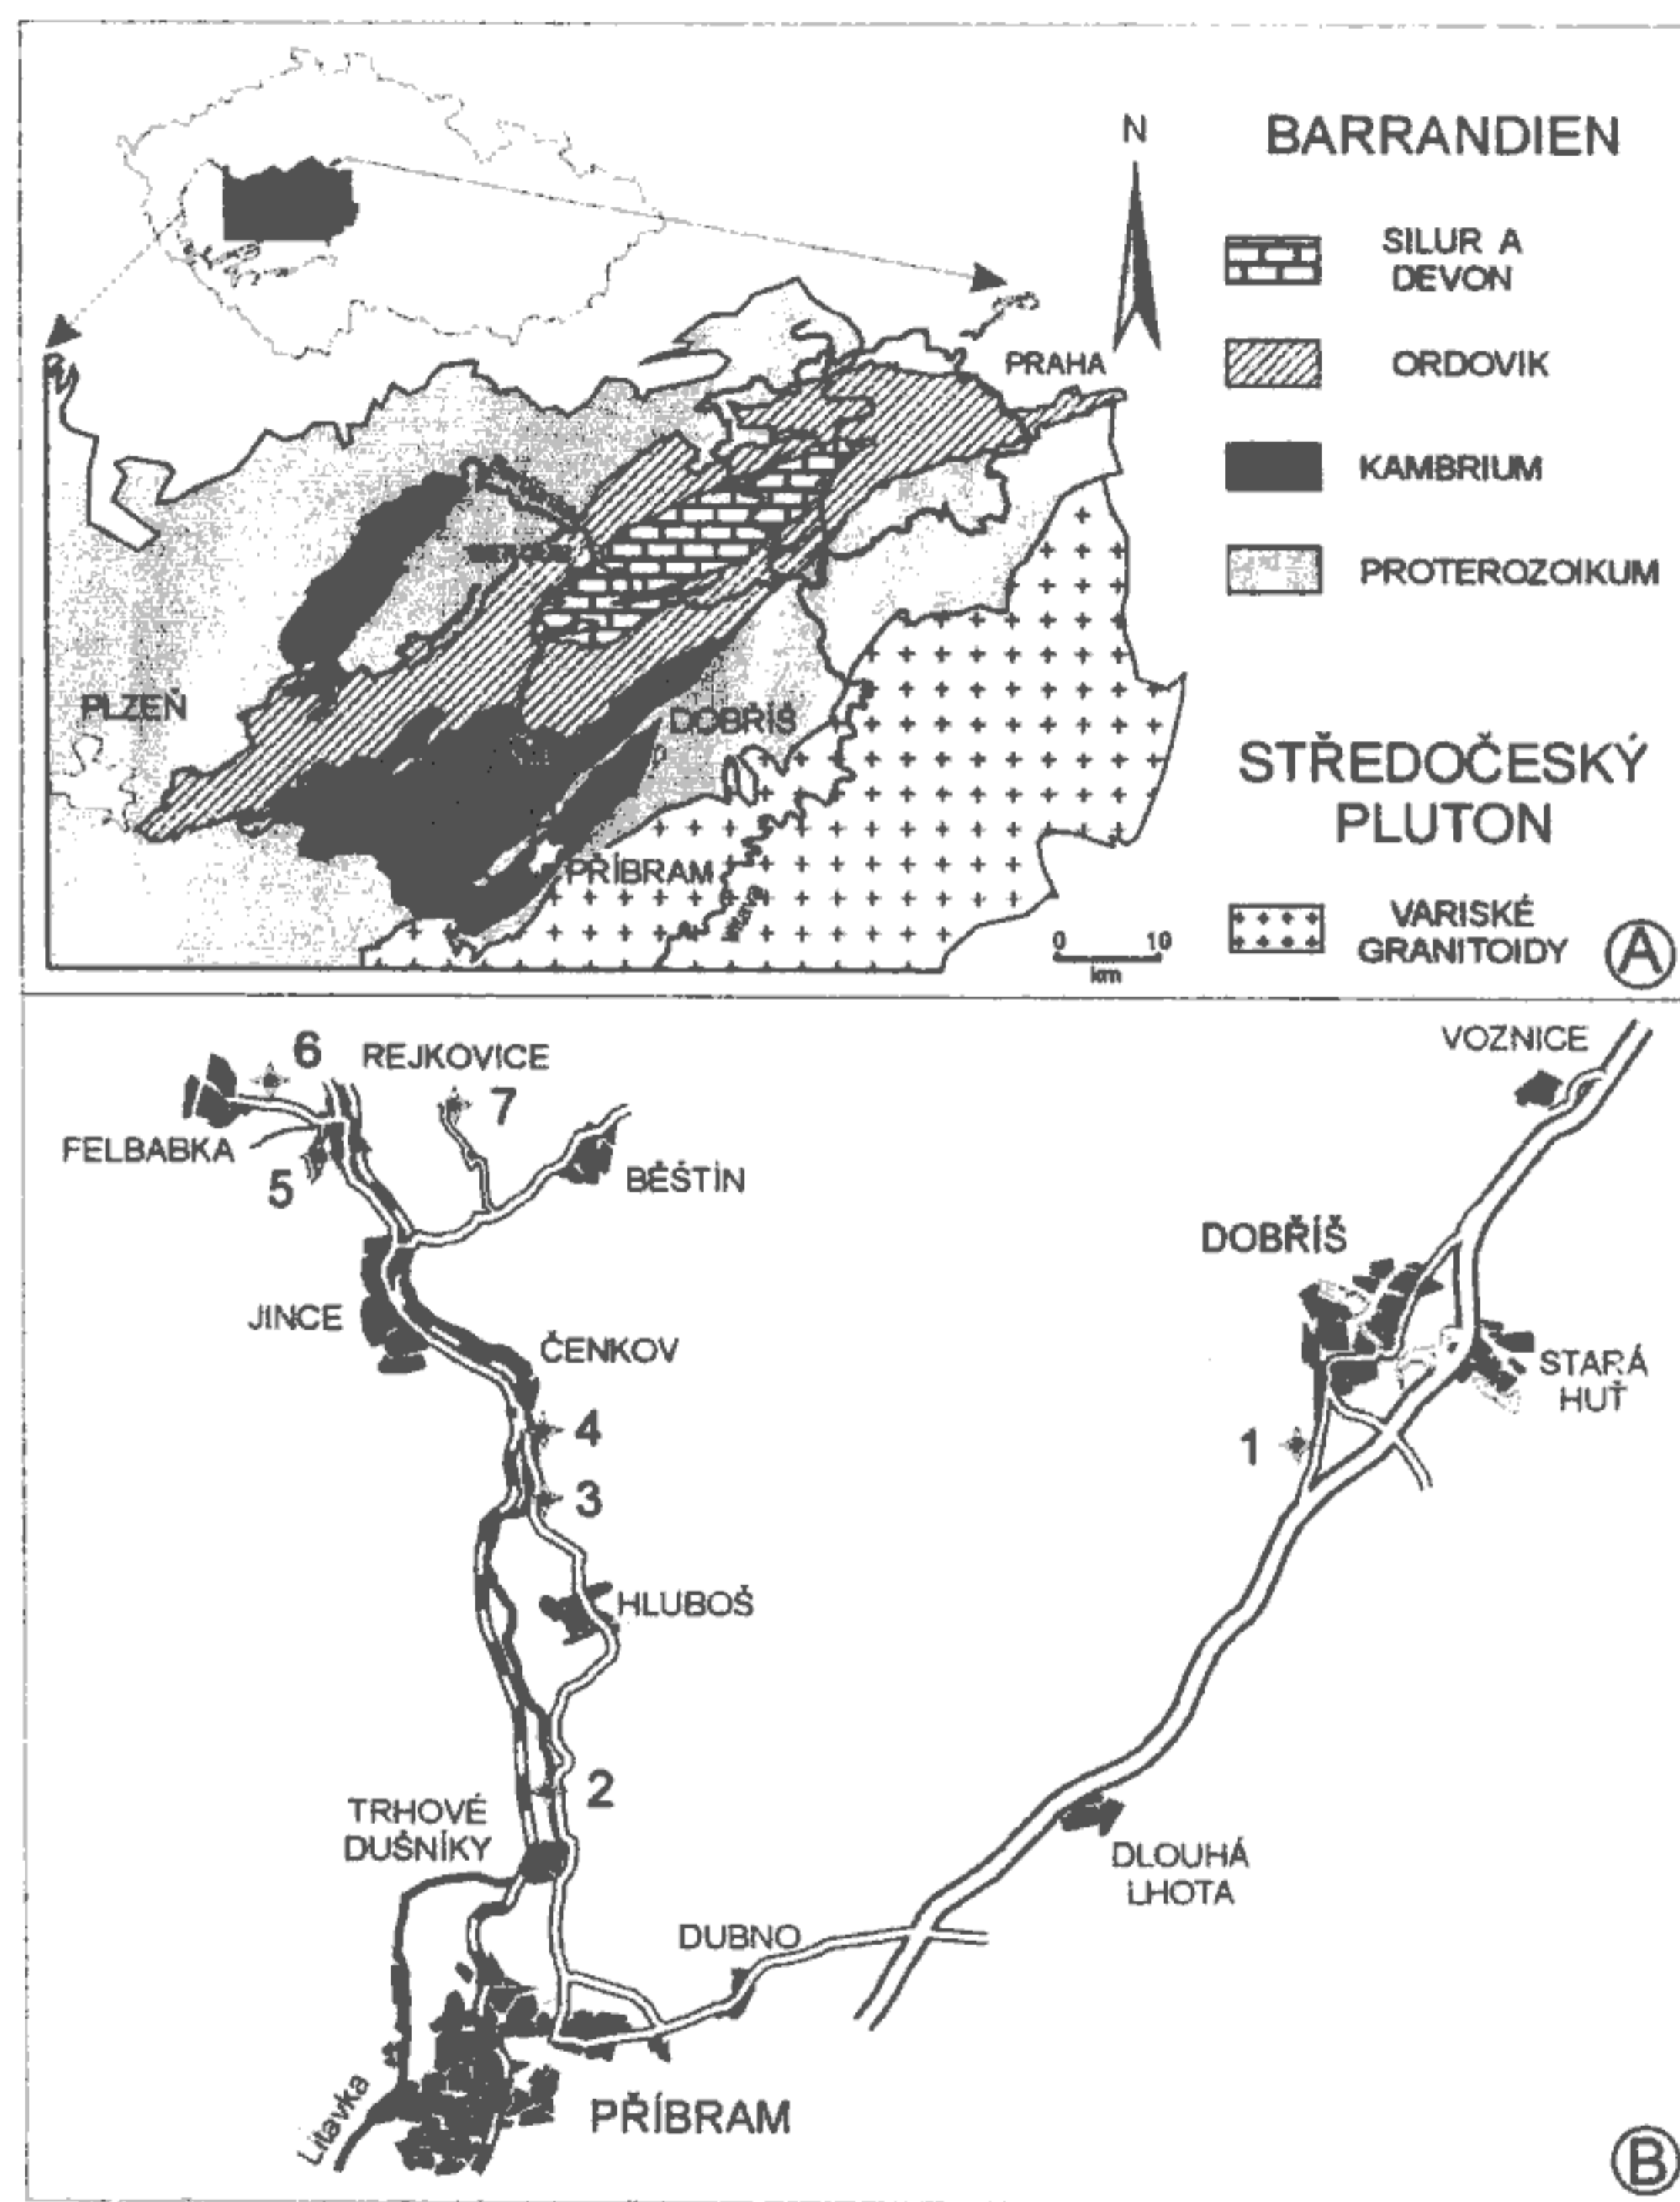 N
BARRANDIEN
SILUR A
DEVON
PRAHA
ORDOVIK
KAMBRIUM
PROTEROZOIKUM
PLZEŇ
DOBŘÍŠ
STŘEDOČESKÝ
PLUTON
PŘÍBRAM
VARISKÉ
GRANITOIDY
0 10
km
A
VOZNICE
6
REJKOVICE
7
FELBABKA
5
BĚŠTÍN
DOBŘÍŠ
JINCE
ČENKOV
STARÁ
HUŤ
4
1
3
HLUBOŠ
2
TRHOVÉ
DUŠNÍKY
DLOUHÁ
LHOTA
DUBNO
Litavka
PŘÍBRAM
B